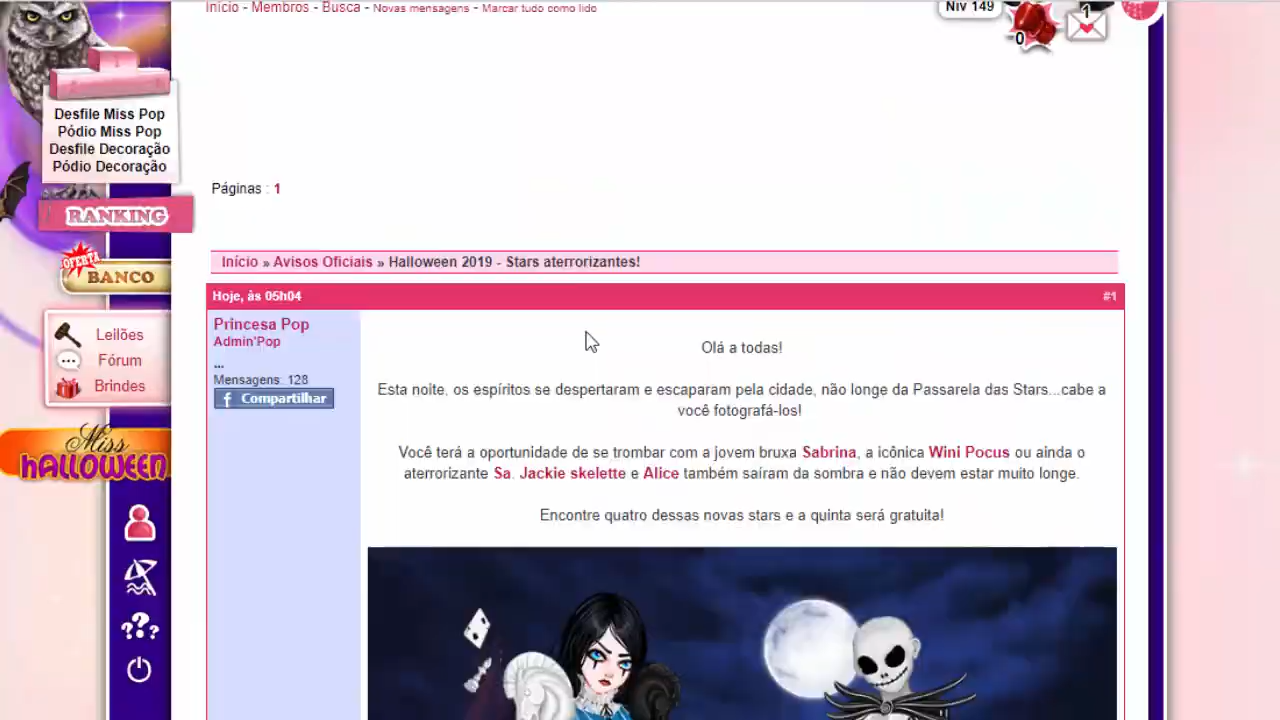 Início - Membros - Busca - Novas mensagens - Marcar tudo como lido
Niv 149
0
1
Desfile Miss Pop
Pódio Miss Pop
Desfile Decoração
Pódio Decoração
RANKING
OFERTA
BANCO
Leilões
Fórum
Brindes
Miss
HALLOWEEN
???
Páginas : 1
Início » Avisos Oficiais » Halloween 2019 - Stars aterrorizantes!
Hoje, às 05h04
#1
Princesa Pop
Admin'Pop
...
Mensagens: 128
f Compartilhar
Olá a todas!
Esta noite, os espíritos se despertaram e escaparam pela cidade, não longe da Passarela das Stars...cabe a
você fotografá-los!
Você terá a oportunidade de se trombar com a jovem bruxa Sabrina, a icônica Wini Pocus ou ainda o
aterrorizante Sa. Jackie skelette e Alice também saíram da sombra e não devem estar muito longe.
Encontre quatro dessas novas stars e a quinta será gratuita!